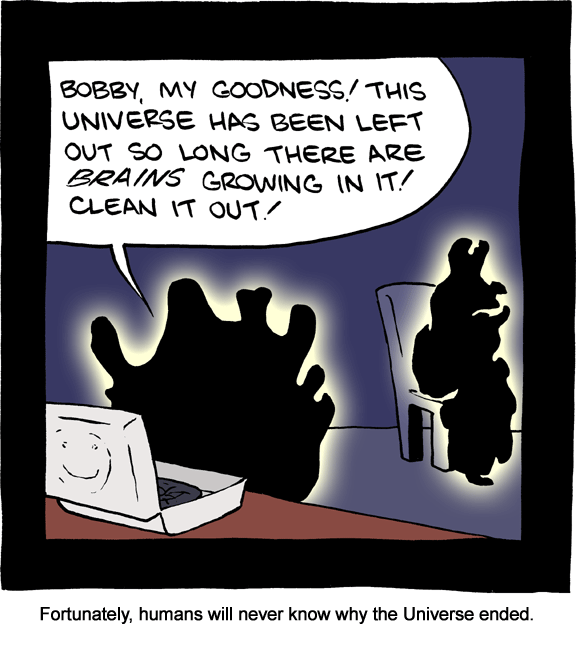 BOBBY, MY GOODNESS! THIS
UNIVERSE HAS BEEN LEFT
OUT SO LONG THERE ARE
BRAINS GROWING IN IT!
CLEAN IT OUT!
Fortunately, humans will never know why the Universe ended.